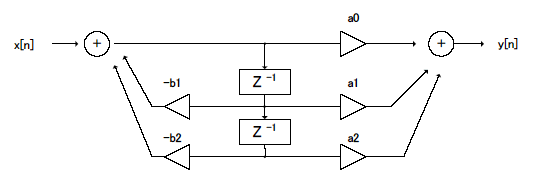 a0
x[n] + + y[n]
-b1 Z -1 a1
-b2 Z -1 a2